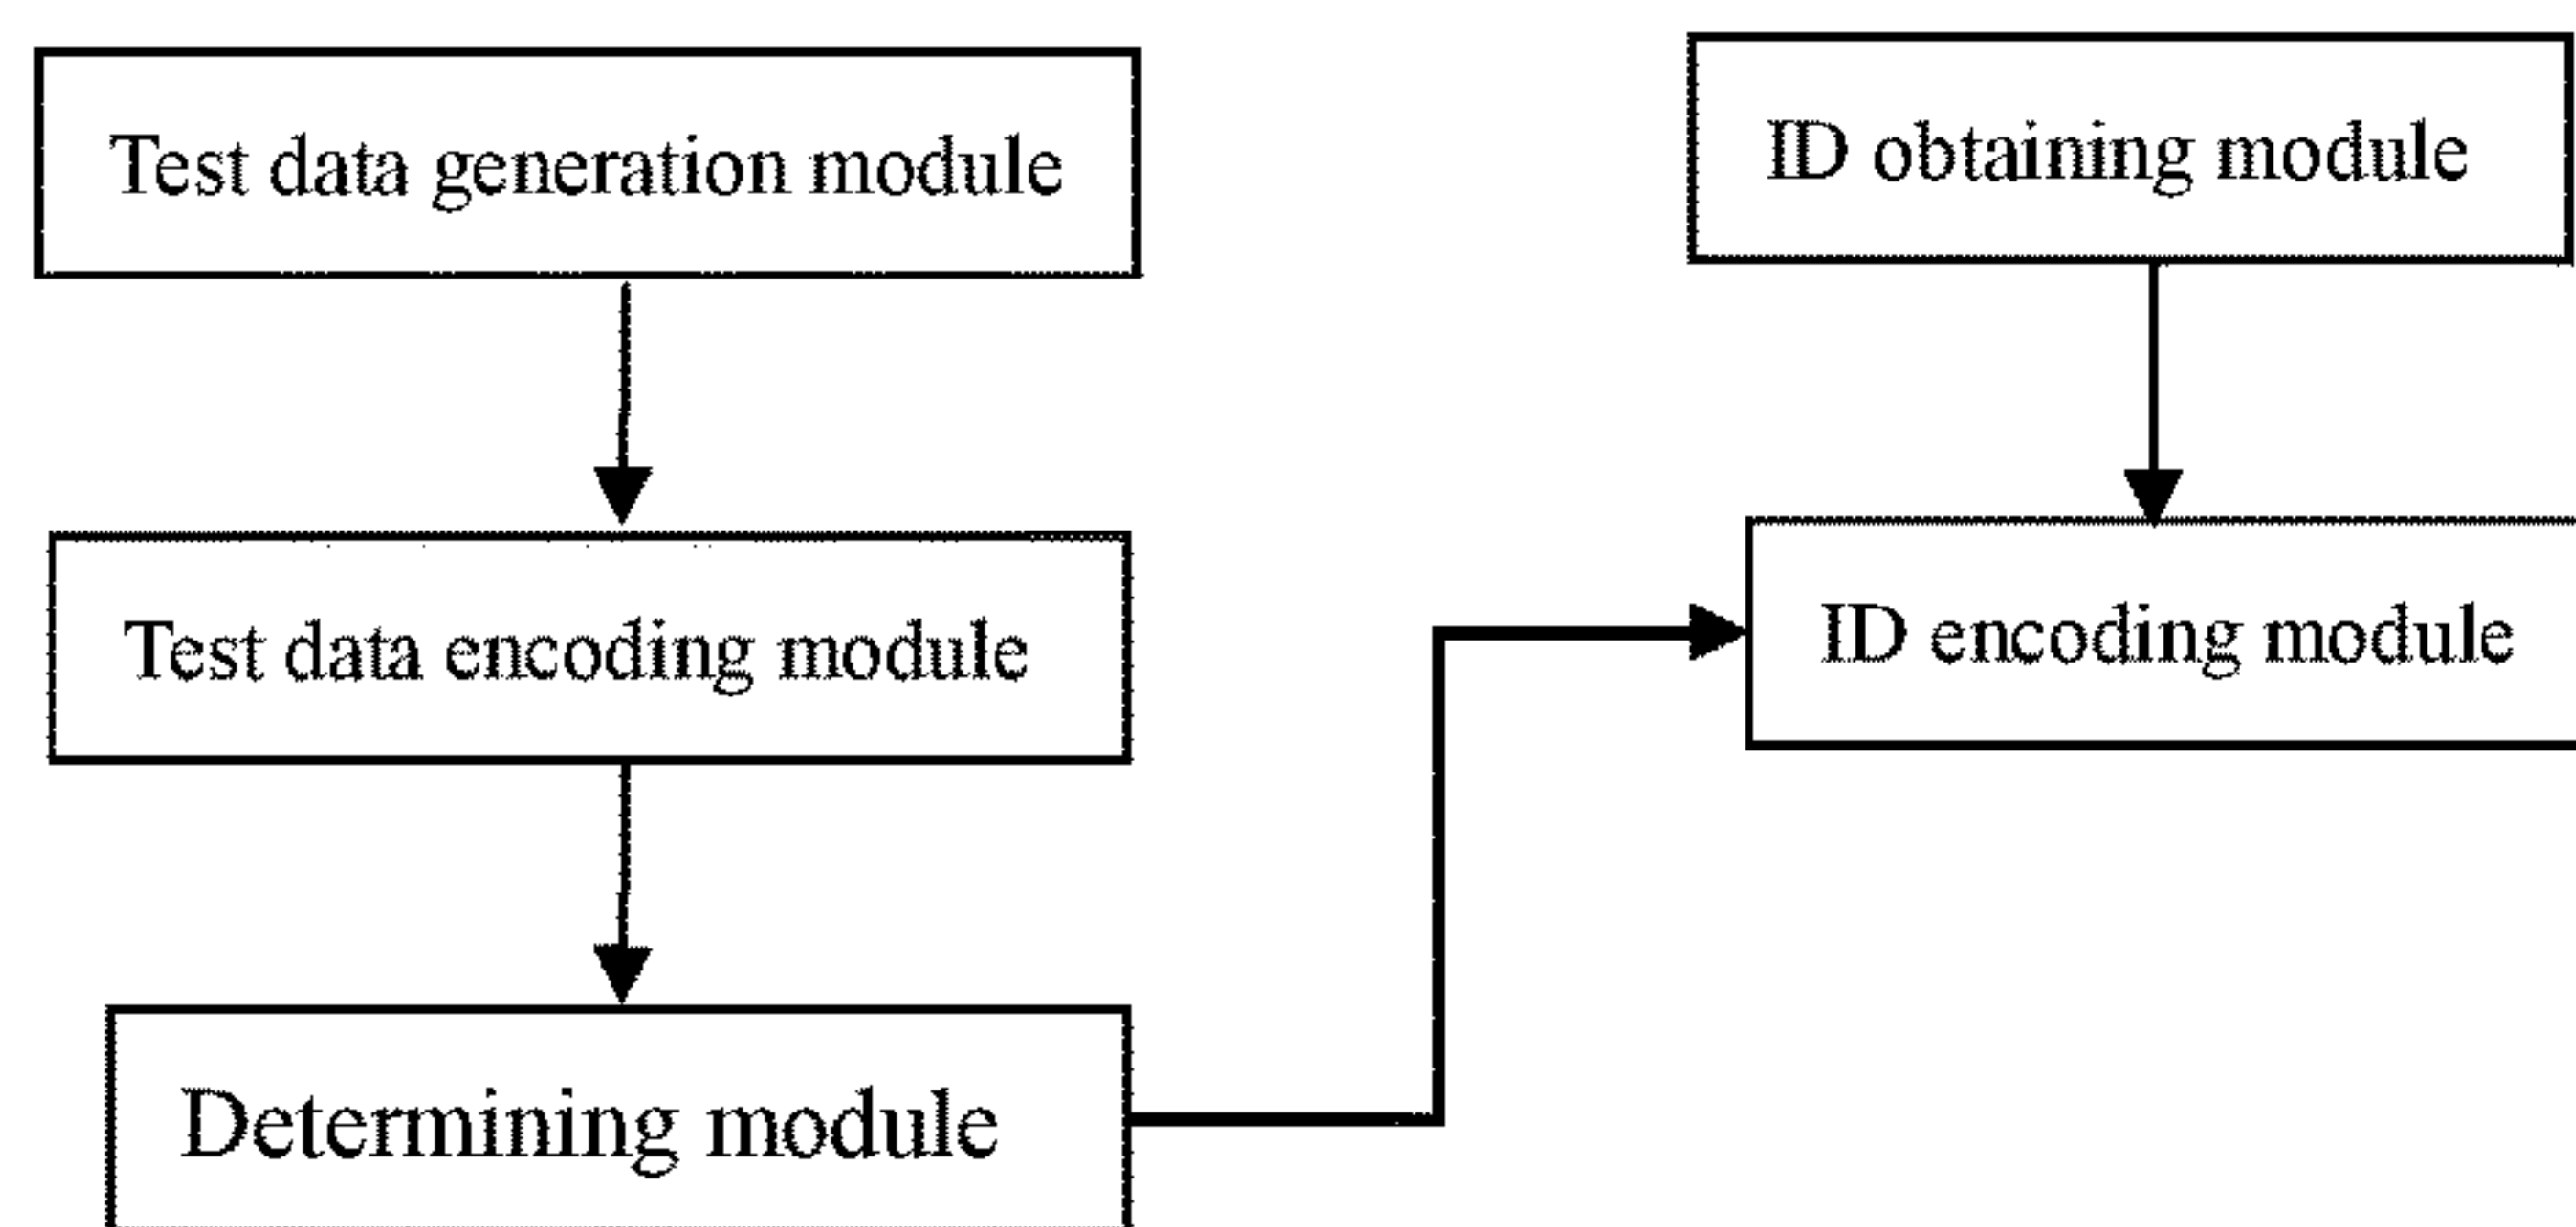 Test data generation module
ID obtaining module
Test data encoding module
ID encoding module
Determining module